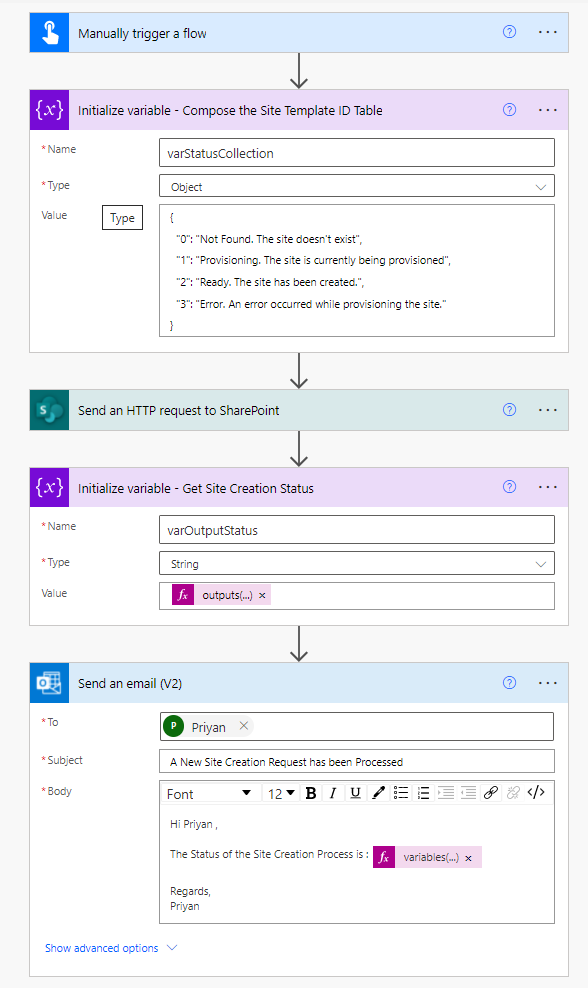 Manually trigger a flow
{x} Initialize variable - Compose the Site Template ID Table
* Name
varStatusCollection
* Type
Object
Value
Type
{
"0": "Not Found. The site doesn't exist",
"1": "Provisioning. The site is currently being provisioned",
"2": "Ready. The site has been created.",
"3": "Error. An error occurred while provisioning the site."
}
S Send an HTTP request to SharePoint
{x} Initialize variable - Get Site Creation Status
* Name
varOutputStatus
* Type
String
Value
fx outputs(...) ×
Send an email (V2)
* To
P Priyan ×
* Subject
A New Site Creation Request has been Processed
* Body
Font 12 B I U </>
Hi Priyan ,
The Status of the Site Creation Process is : fx variables(...) ×
Regards,
Priyan
Show advanced options